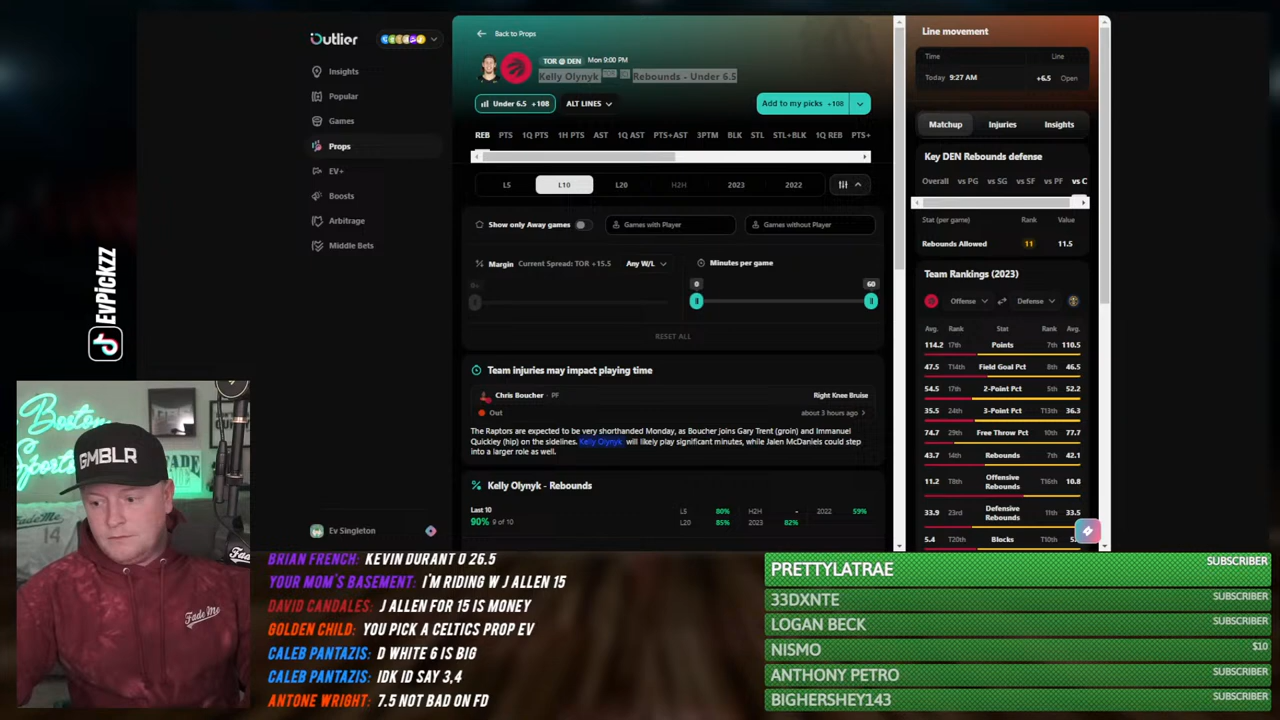 Outlier
Insights
Popular
Games
Props
EV+
Boosts
Arbitrage
Middle Bets
Ev Singleton
Back to Props
TOR @ DEN Mon 9:00 PM
Kelly Olynyk TOR Rebounds - Under 6.5
Under 6.5 +108
ALT LINES
Add to my picks +108
REB PTS 1Q PTS 1H PTS AST 1Q AST PTS+AST 3PTM BLK STL STL+BLK 1Q REB PTS+
L5 L10 L20 H2H 2023 2022
Show only Away games
Games with Player
Games without Player
Margin Current Spread: TOR +15.5 Any W/L
Minutes per game
0 60
RESET ALL
Team injuries may impact playing time
Chris Boucher - PF Right Knee Bruise
Out about 3 hours ago
The Raptors are expected to be very shorthanded Monday, as Boucher joins Gary Trent (groin) and Immanuel
Quickley (hip) on the sidelines. Kelly Olynyk will likely play significant minutes, while Jalen McDaniels could step
into a larger role as well.
Kelly Olynyk - Rebounds
Last 10
90% 9 of 10
L5 80% H2H - 2022 59%
L20 85% 2023 82%
Line movement
Time Line
Today 9:27 AM +6.5 Open
Matchup Injuries Insights
Key DEN Rebounds defense
Overall vs PG vs SG vs SF vs PF vs C
Stat (per game) Rank Value
Rebounds Allowed 11 11.5
Team Rankings (2023)
Offense Defense
Avg. Rank Stat Rank Avg.
114.2 17th Points 7th 110.5
47.5 T14th Field Goal Pct 8th 46.5
54.5 17th 2-Point Pct 5th 52.2
35.5 24th 3-Point Pct T13th 36.3
74.7 29th Free Throw Pct 10th 77.7
43.7 14th Rebounds 7th 42.1
11.2 T8th Offensive Rebounds T16th 10.8
33.9 23rd Defensive Rebounds 11th 33.5
5.4 T20th Blocks T10th
EvPickzz
Boston
Sports
GMBLR
FadeMe
14
Fade Me
BRIAN FRENCH: KEVIN DURANT O 26.5
YOUR MOM'S BASEMENT: I'M RIDING W J ALLEN 15
DAVID CANDALES: J ALLEN FOR 15 IS MONEY
GOLDEN CHILD: YOU PICK A CELTICS PROP EV
CALEB PANTAZIS: D WHITE 6 IS BIG
CALEB PANTAZIS: IDK ID SAY 3,4
ANTONE WRIGHT: 7.5 NOT BAD ON FD
PRETTYLATRAE SUBSCRIBER
33DXNTE SUBSCRIBER
LOGAN BECK SUBSCRIBER
NISMO $10
ANTHONY PETRO SUBSCRIBER
BIGHERSHEY143 SUBSCRIBER